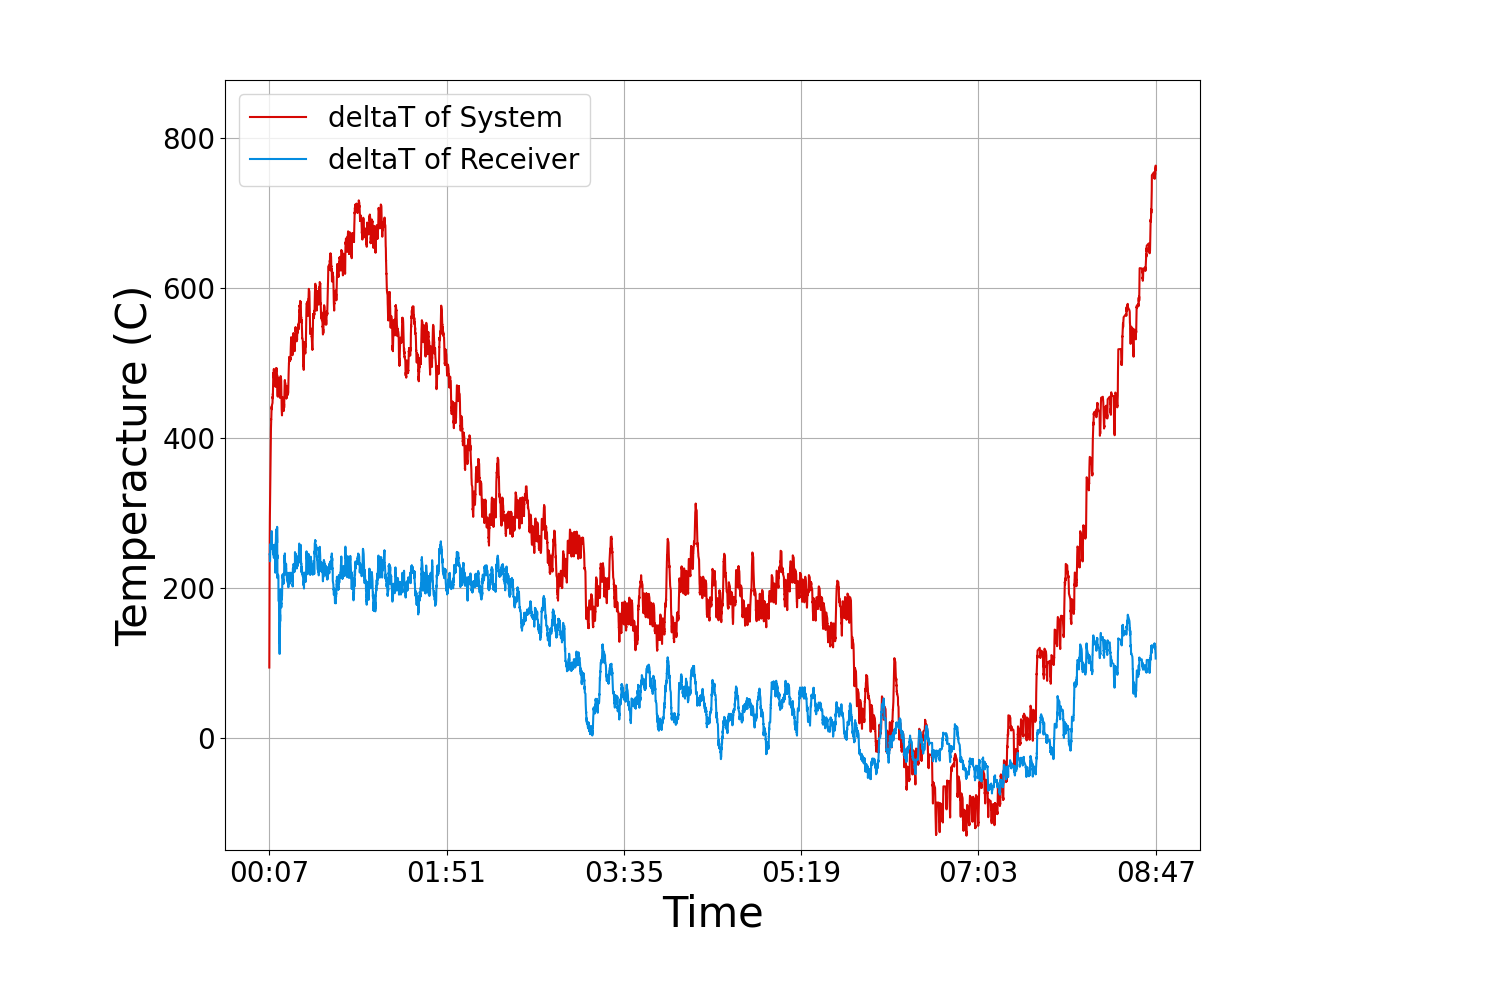 deltaT of System
deltaT of Receiver
800
600
400
200
0
Temperacture (C)
00:07 01:51 03:35 05:19 07:03 08:47
Time